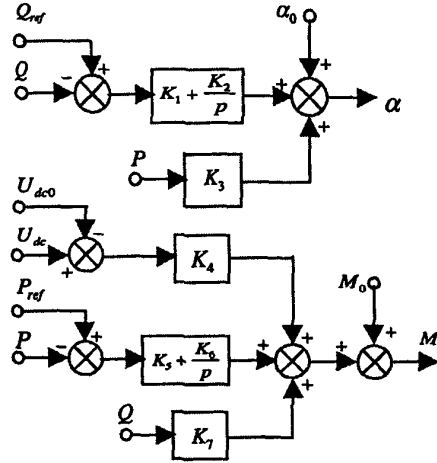 Q_ref
α_0
Q
- +
K_1 + K_2/p
+ + +
α
P
K_3
U_dc0
U_dc
- +
K_4
P_ref
M_0
P
- +
K_5 + K_6/p
+ + +
+ +
M
Q
K_7